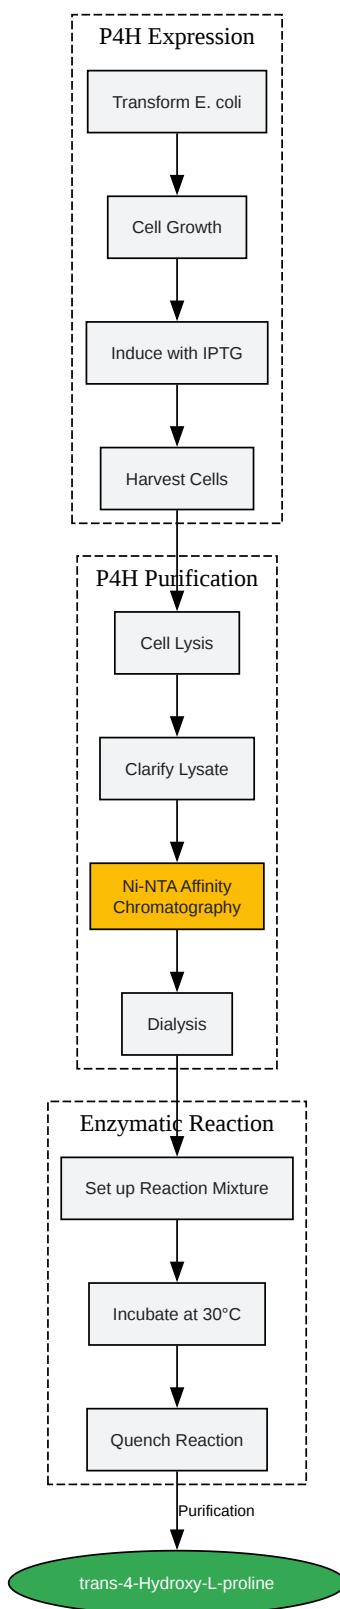 P4H Expression
Transform E. coli
Cell Growth
Induce with IPTG
Harvest Cells
P4H Purification
Cell Lysis
Clarify Lysate
Ni-NTA Affinity
Chromatography
Dialysis
Enzymatic Reaction
Set up Reaction Mixture
Incubate at 30°C
Quench Reaction
Purification
trans-4-Hydroxy-L-proline